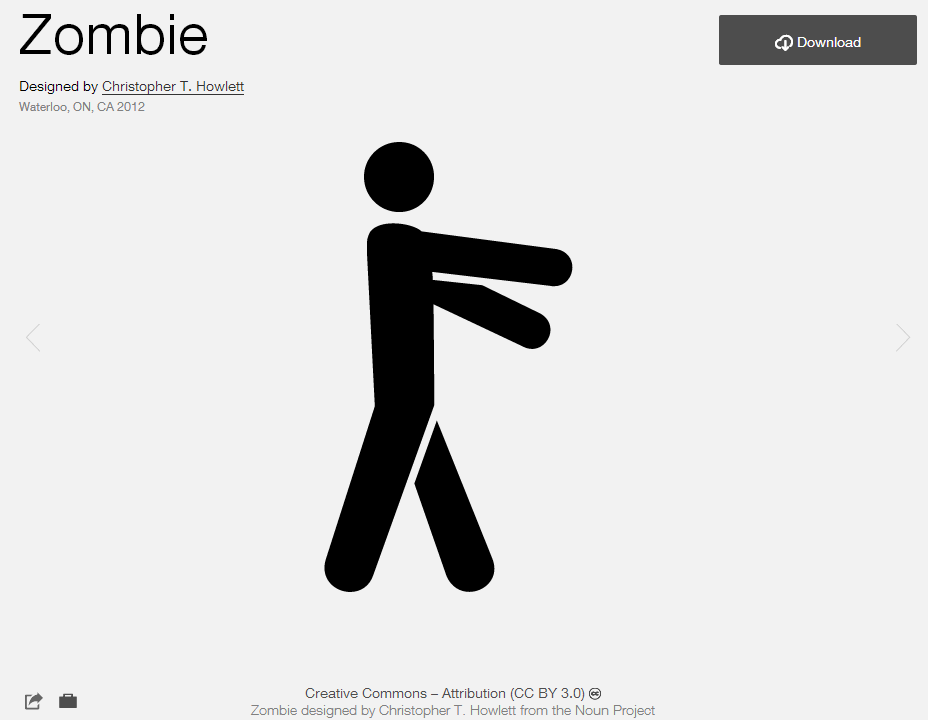 Zombie
Download
Designed by Christopher T. Howlett
Waterloo, ON, CA 2012
Creative Commons – Attribution (CC BY 3.0) cc
Zombie designed by Christopher T. Howlett from the Noun Project